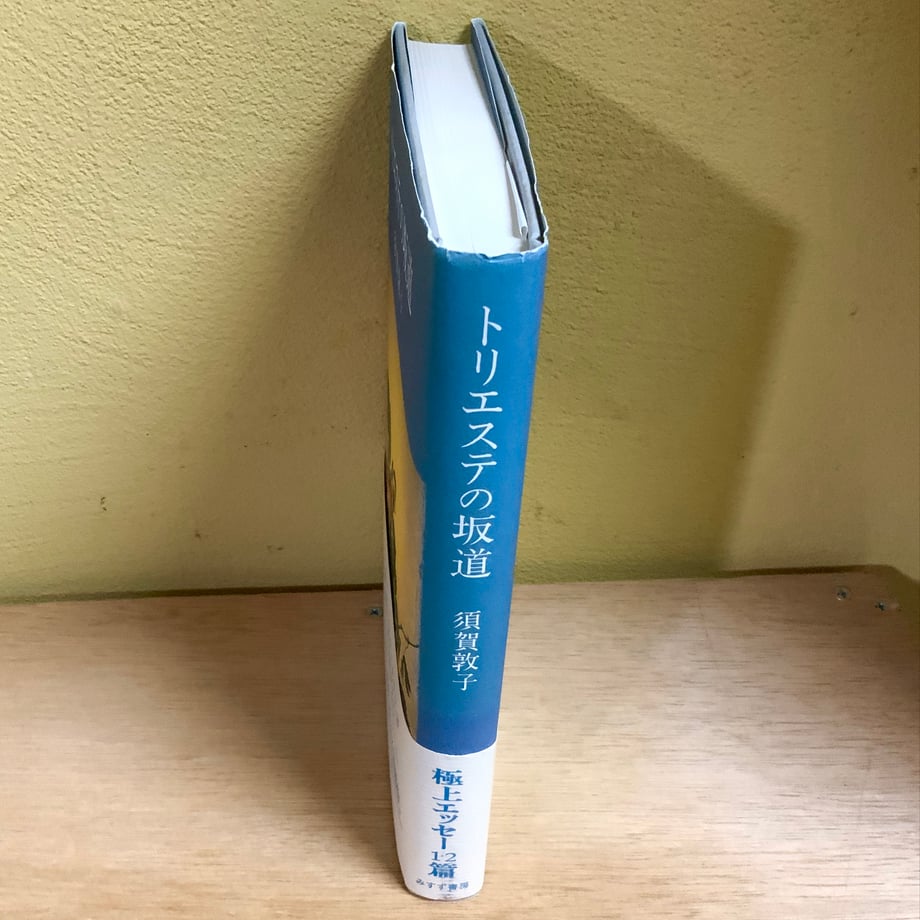 トリエステの坂道
須賀敦子
極上エッセー12篇
みすず書房